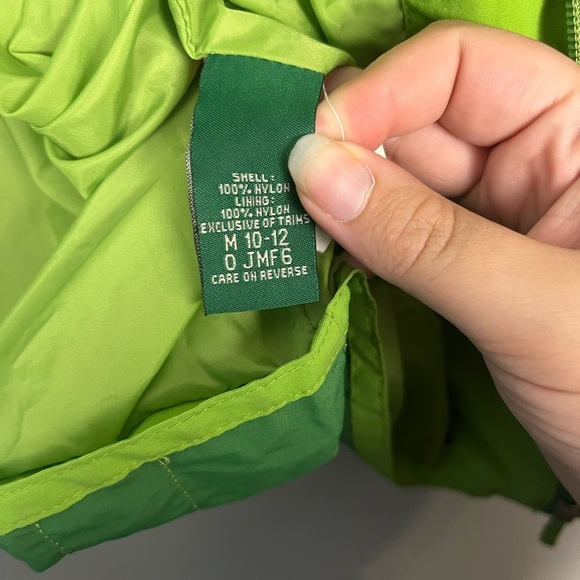 SHELL:
100% NYLON
LINING:
100% NYLON
EXCLUSIVE OF TRIMS
M 10-12
0 JMF6
CARE ON REVERSE